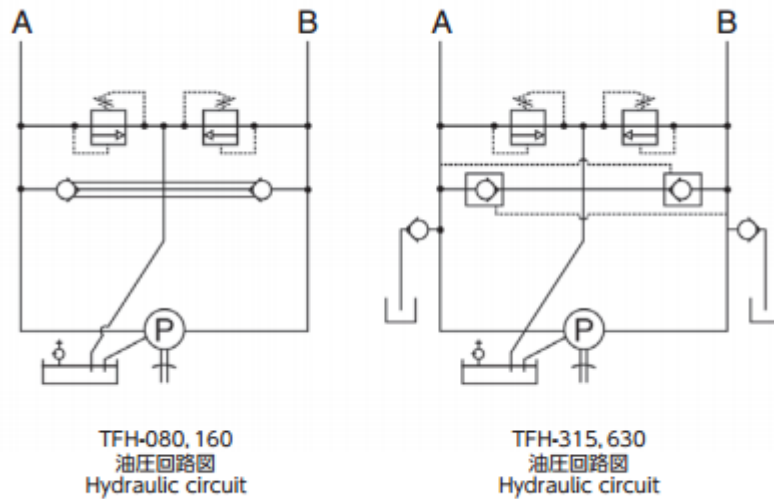 A B
P
TFH-080, 160
油圧回路図
Hydraulic circuit
A B
P
TFH-315, 630
油圧回路図
Hydraulic circuit